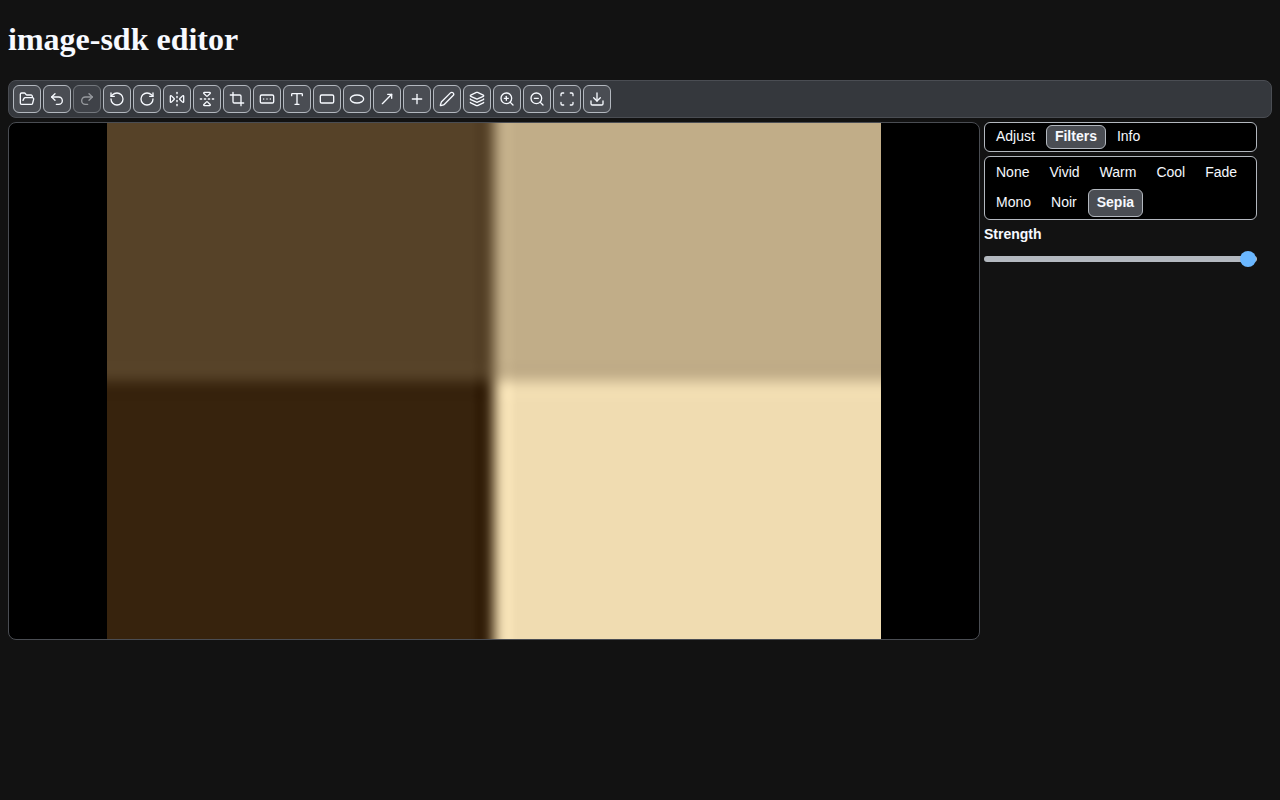 image-sdk editor
Adjust Filters Info
None Vivid Warm Cool Fade
Mono Noir Sepia
Strength